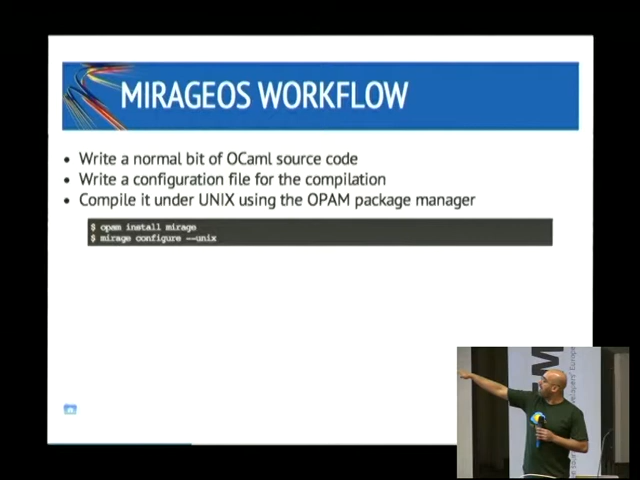 MIRAGEOS WORKFLOW
Write a normal bit of OCaml source code
Write a configuration file for the compilation
Compile it under UNIX using the OPAM package manager
$ opam install mirage
$ mirage configure --unix